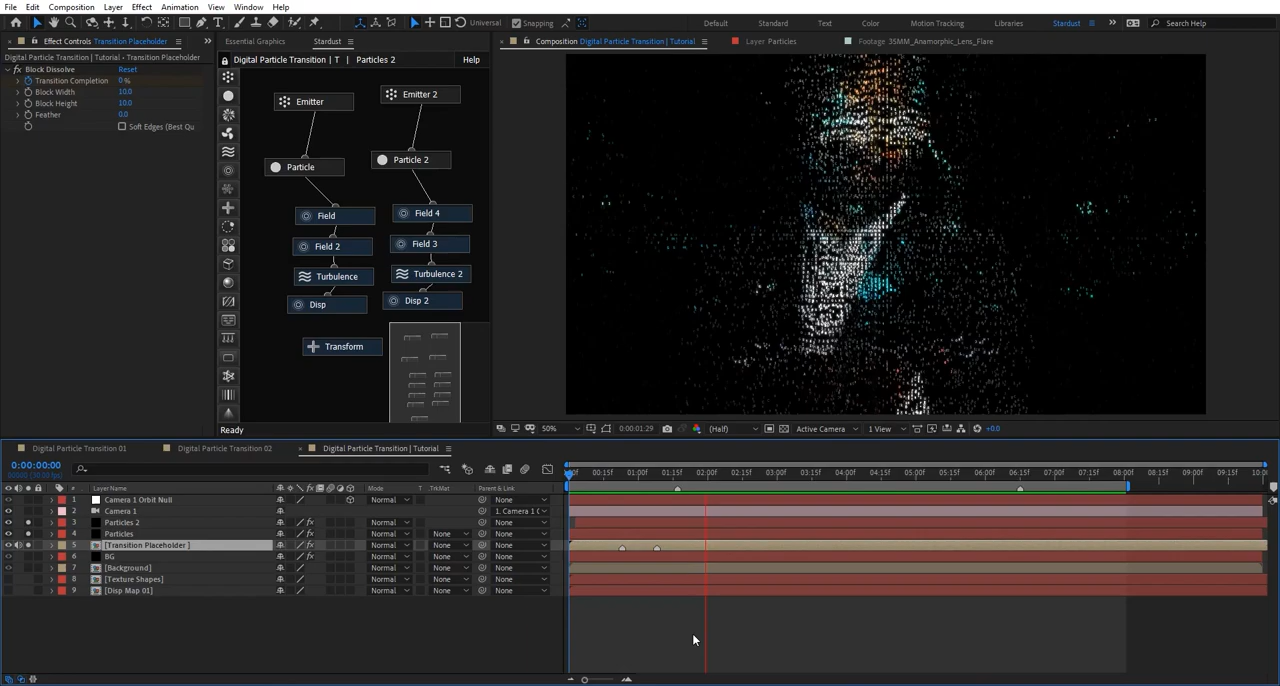 File Edit Composition Layer Effect Animation View Window Help
Universal Snapping Default Standard Text Color Motion Tracking Libraries Stardust Search Help
Effect Controls Transition Placeholder
Digital Particle Transition | Tutorial • Transition Placeholder
fx Block Dissolve Reset
Transition Completion 0 %
Block Width 10.0
Block Height 10.0
Feather 0.0
Soft Edges (Best Qu
Essential Graphics Stardust
Digital Particle Transition | T Particles 2 Help
Emitter Emitter 2
Particle Particle 2
Field Field 4
Field 2 Field 3
Turbulence Turbulence 2
Disp Disp 2
Transform
Ready
Composition Digital Particle Transition | Tutorial Layer Particles Footage 35MM_Anamorphic_Lens_Flare
50% 0:00:01:29 (Half) Active Camera 1 View +0.0
Digital Particle Transition 01 Digital Particle Transition 02 Digital Particle Transition | Tutorial
0:00:00:00
# Layer Name Mode T .TrkMat Parent & Link
00:15f 01:00f 01:15f 02:00f 02:15f 03:00f 03:15f 04:00f 04:15f 05:00f 05:15f 06:00f 06:15f 07:00f 07:15f 08:00f 08:15f 09:00f 09:15f
1 Camera 1 Orbit Null Normal None
2 Camera 1 1. Camera 1 (
3 Particles 2 fx Normal None
4 Particles fx Normal None None
5 [Transition Placeholder ] fx Normal None None
6 BG fx Normal None None
7 [Background] Normal None None
8 [Texture Shapes] Normal None None
9 [Disp Map 01] Normal None None